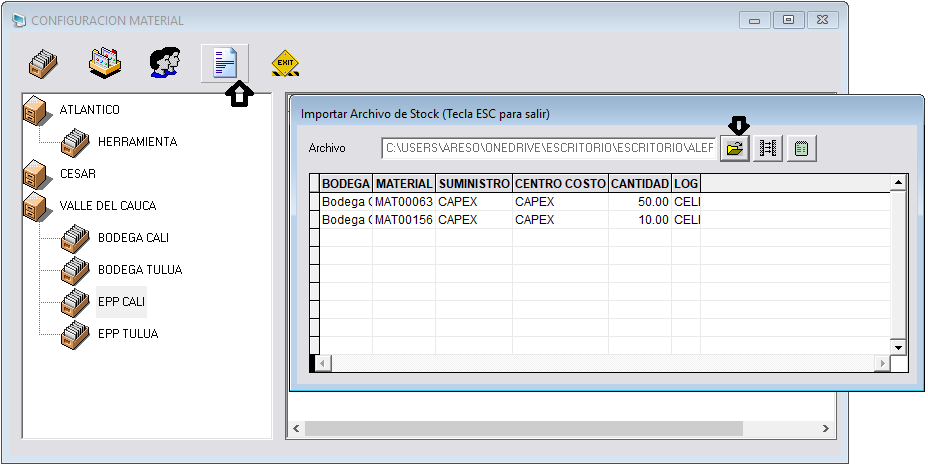 CONFIGURACION MATERIAL
EXIT
ATLANTICO
HERRAMIENTA
CESAR
VALLE DEL CAUCA
BODEGA CALI
BODEGA TULUA
EPP CALI
EPP TULUA
Importar Archivo de Stock (Tecla ESC para salir)
Archivo C:\USERS\ARESO\ONEDRIVE\ESCRITORIO\ESCRITORIO\ALEF
BODEGA MATERIAL SUMINISTRO CENTRO COSTO CANTIDAD LOG
Bodega C MAT00063 CAPEX CAPEX 50.00 CELI
Bodega C MAT00156 CAPEX CAPEX 10.00 CELI